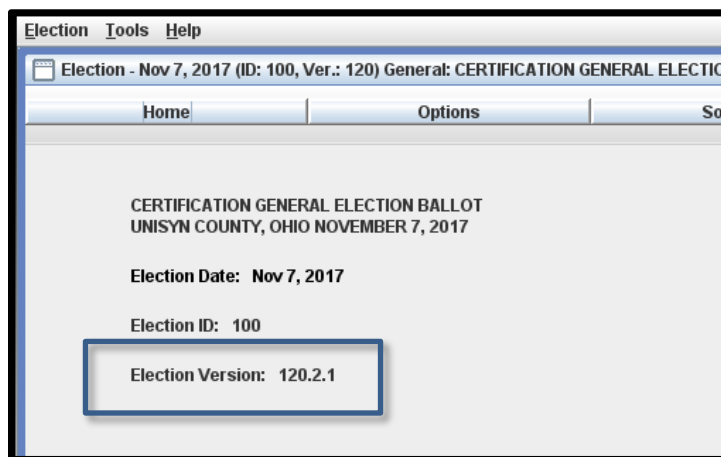 Election Tools Help
Election - Nov 7, 2017 (ID: 100, Ver.: 120) General: CERTIFICATION GENERAL
Home Options
CERTIFICATION GENERAL ELECTION BALLOT
UNISYN COUNTY, OHIO NOVEMBER 7, 2017
Election Date: Nov 7, 2017
Election ID: 100
Election Version: 120.2.1